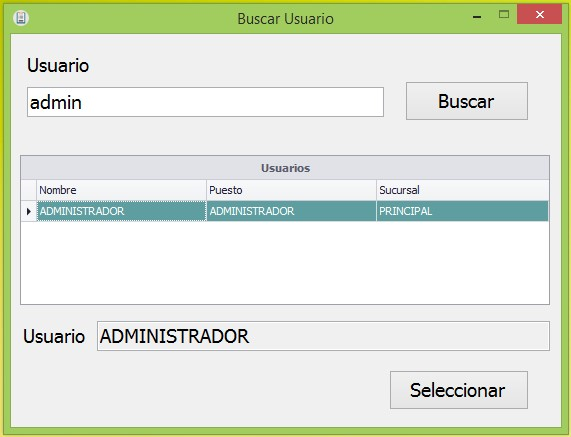 Buscar Usuario
Usuario
admin
Buscar
Usuarios
Nombre Puesto Sucursal
ADMINISTRADOR ADMINISTRADOR PRINCIPAL
Usuario ADMINISTRADOR
Seleccionar